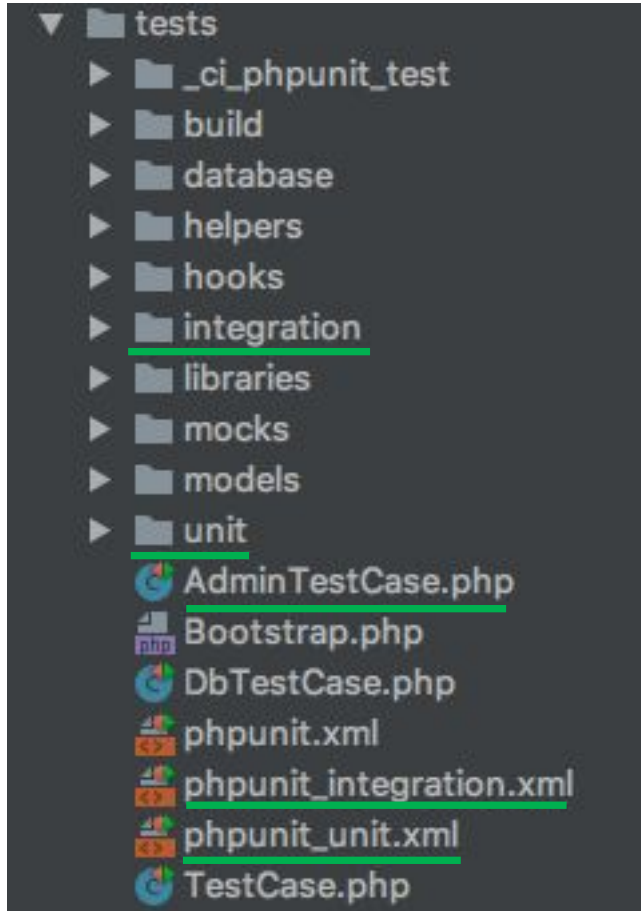 tests
_ci_phpunit_test
build
database
helpers
hooks
integration
libraries
mocks
models
unit
AdminTestCase.php
php Bootstrap.php
DbTestCase.php
phpunit.xml
phpunit_integration.xml
phpunit_unit.xml
TestCase.php